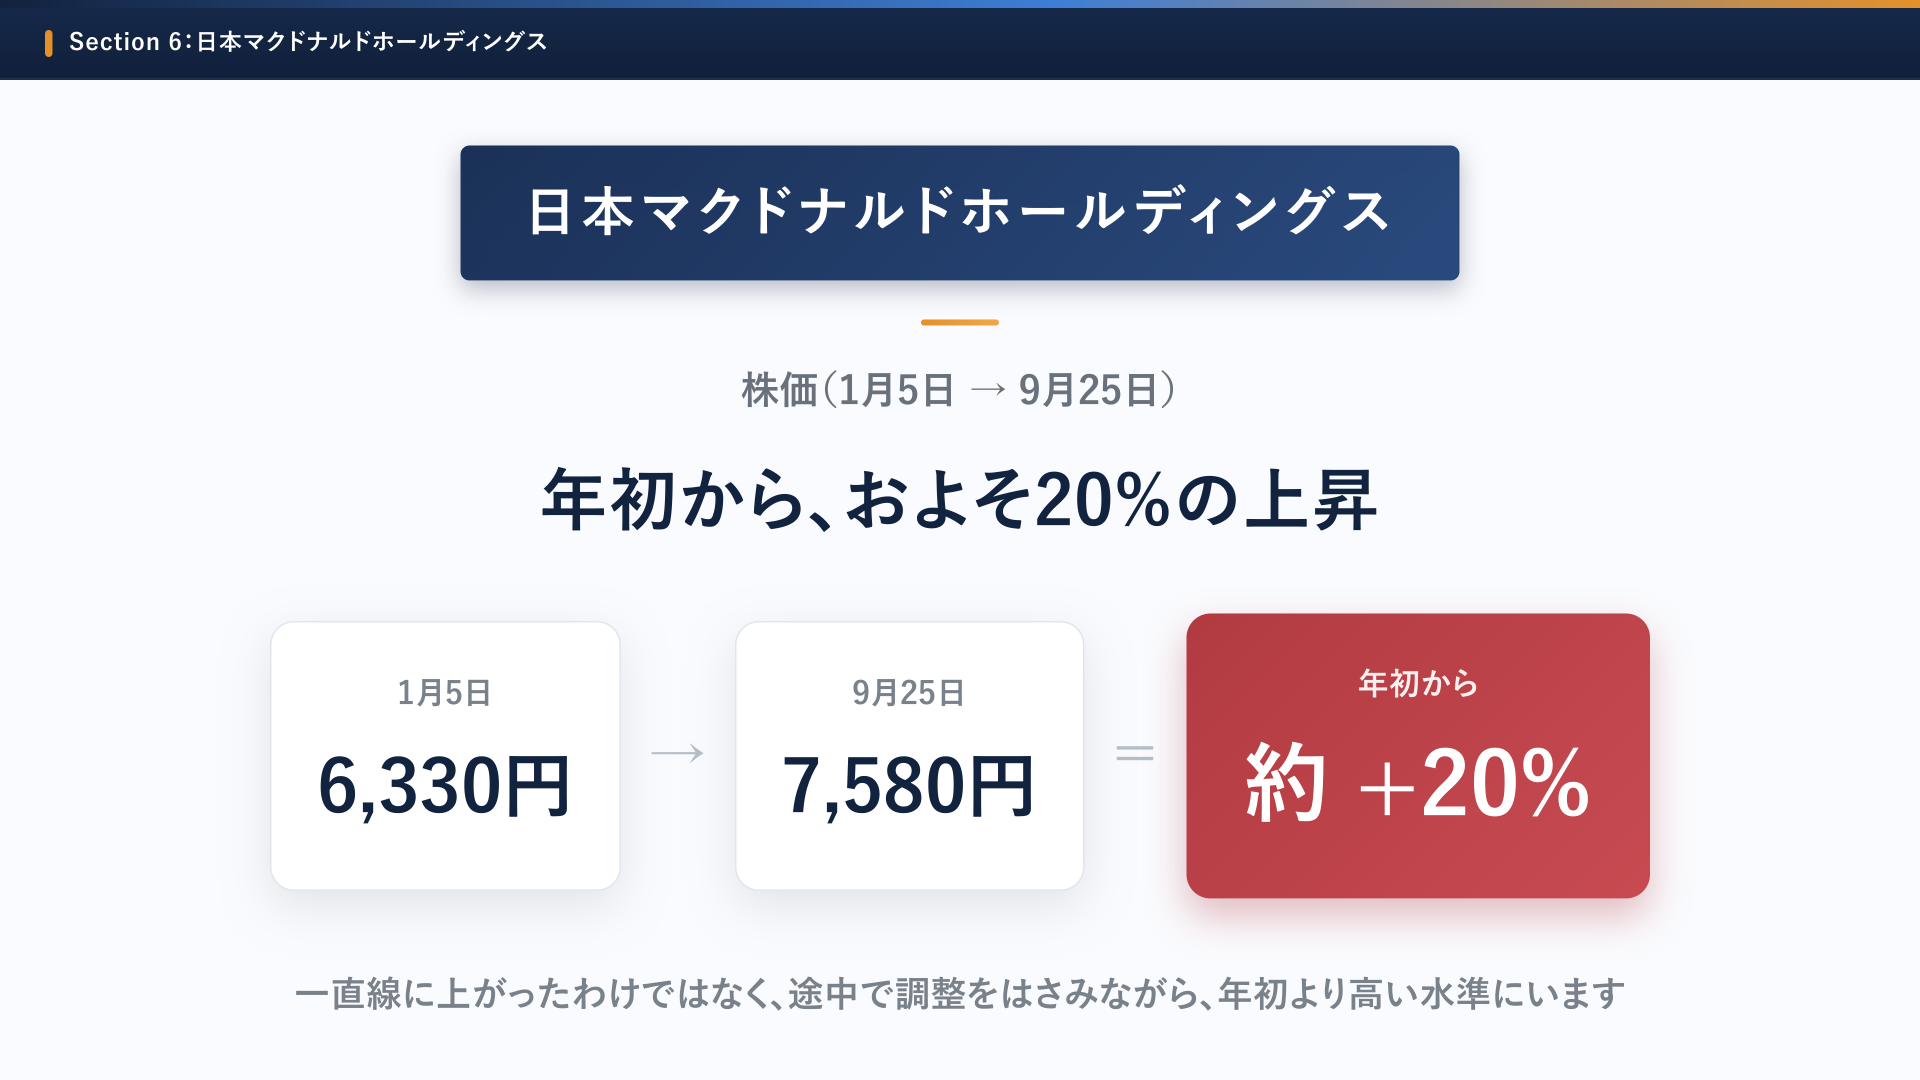 Section 6：日本マクドナルドホールディングス
日本マクドナルドホールディングス
株価（1月5日 → 9月25日）
年初から、およそ20%の上昇
1月5日
6,330円
→
9月25日
7,580円
＝
年初から
約 +20%
一直線に上がったわけではなく、途中で調整をはさみながら、年初より高い水準にいます